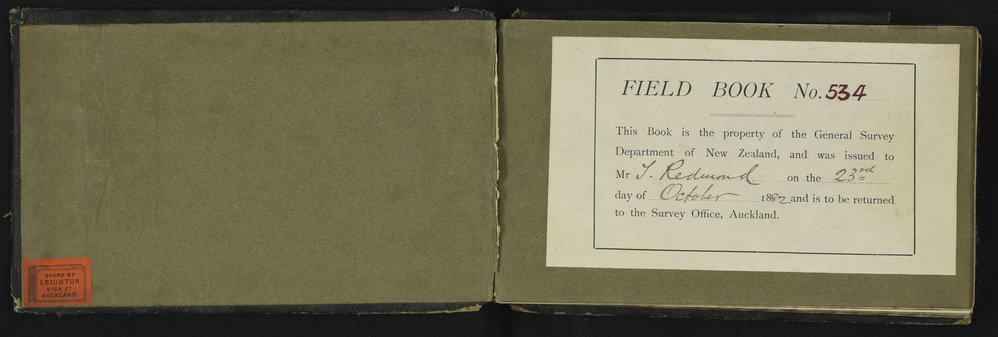 BOUND BY
LEIGHTON,
HIGH ST
AUCKLAND.
FIELD BOOK No. 534
This Book is the property of the General Survey
Department of New Zealand, and was issued to
Mr T. Redmond on the 23rd
day of October 1882 and is to be returned
to the Survey Office, Auckland.